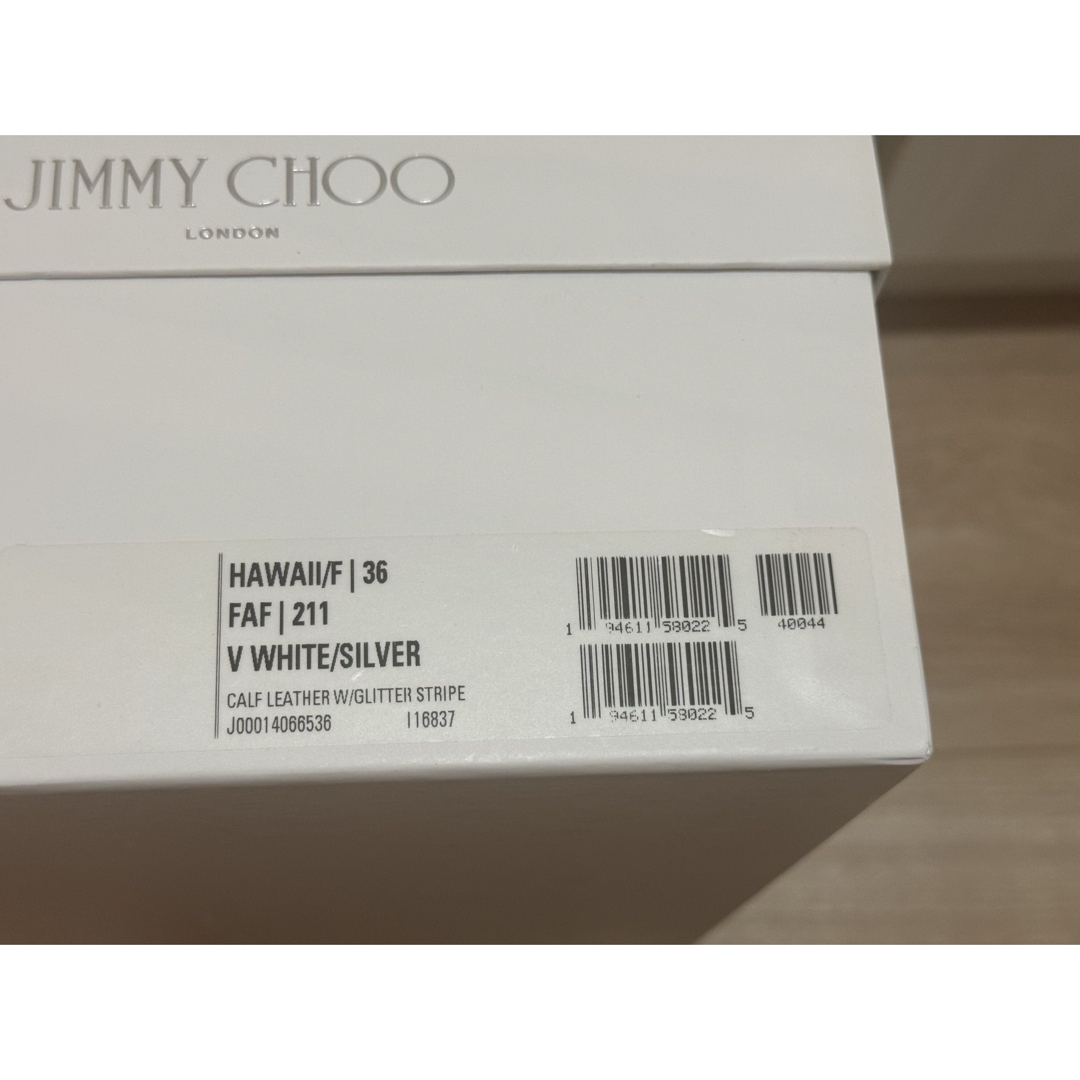 JIMMY CHOO
LONDON
HAWAII/F | 36
FAF | 211
V WHITE/SILVER
CALF LEATHER W/GLITTER STRIPE
J00014066536 I16837
1 94611 58022 5 40044
1 94611 58022 5